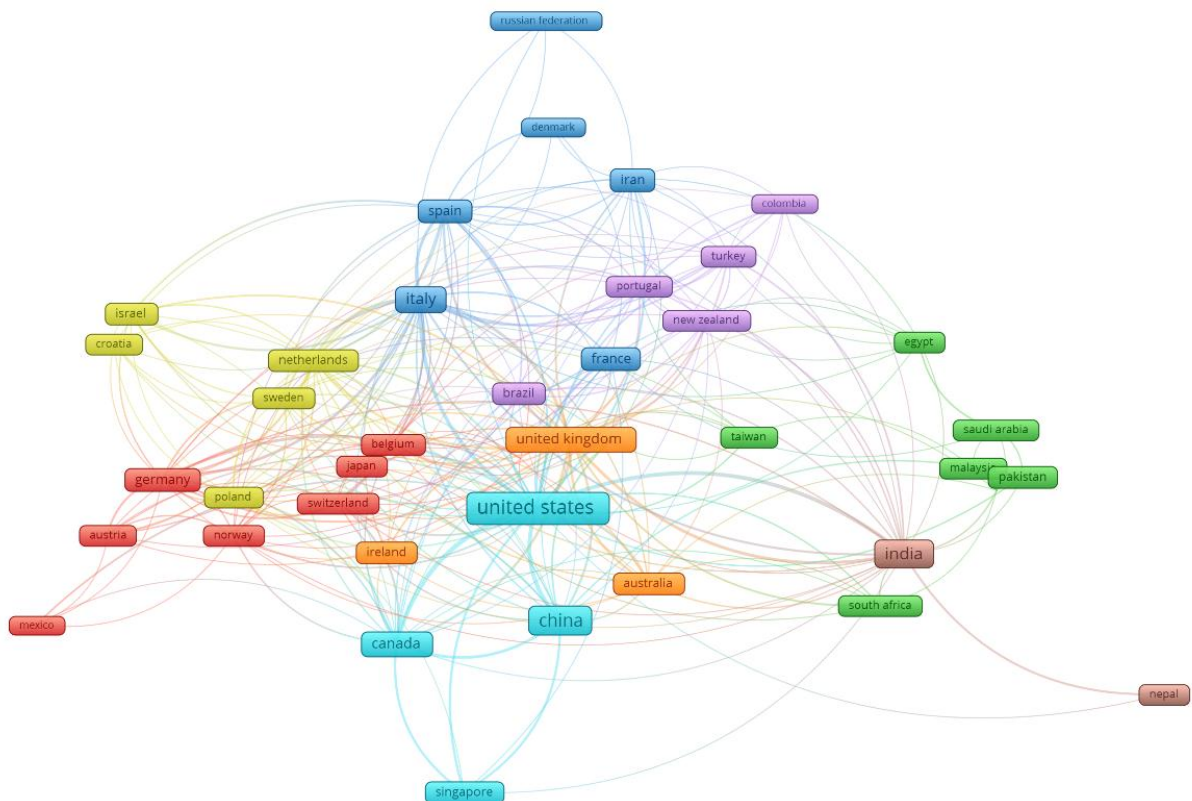 russian federation
denmark
iran
spain
colombia
turkey
portugal
italy
israel
new zealand
croatia
egypt
netherlands
france
brazil
sweden
saudi arabia
united kingdom
taiwan
belgium
japan
malaysia
pakistan
germany
poland
switzerland
united states
austria
norway
ireland
india
australia
south africa
china
mexico
canada
nepal
singapore